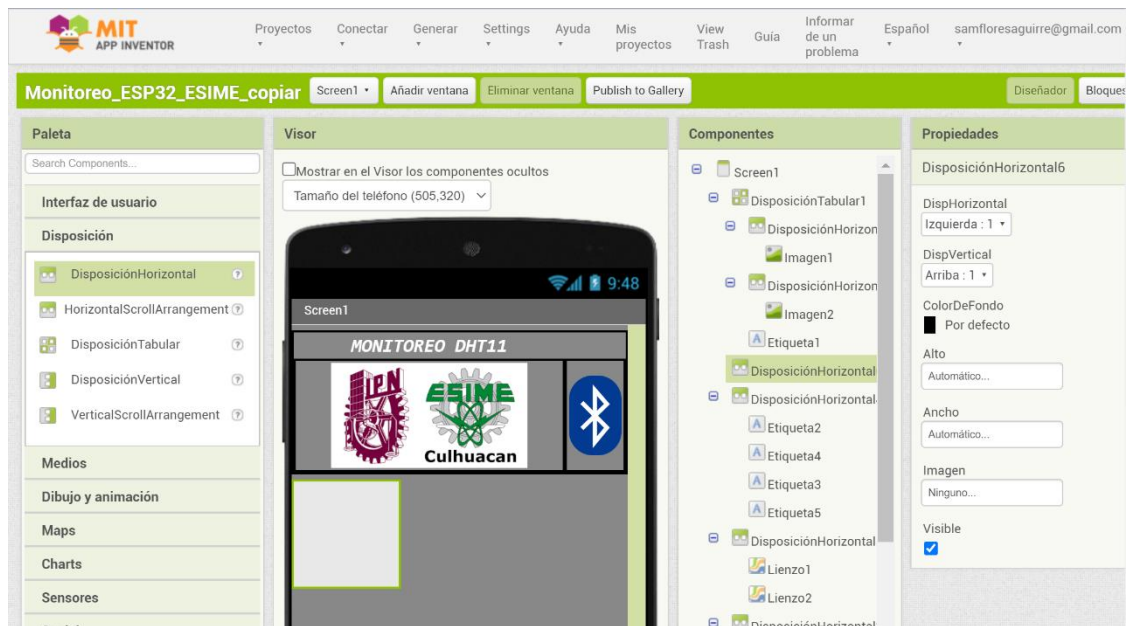 MIT
APP INVENTOR
Proyectos
Conectar
Generar
Settings
Ayuda
Mis
proyectos
View
Trash
Guía
Informar
de un
problema
Español
samfloresaguirre@gmail.com
Monitoreo_ESP32_ESIME_copiar
Screen1
Añadir ventana
Eliminar ventana
Publish to Gallery
Diseñador
Bloques
Paleta
Search Components...
Interfaz de usuario
Disposición
DisposiciónHorizontal
HorizontalScrollArrangement
DisposiciónTabular
DisposiciónVertical
VerticalScrollArrangement
Medios
Dibujo y animación
Maps
Charts
Sensores
Visor
Mostrar en el Visor los componentes ocultos
Tamaño del teléfono (505,320)
9:48
Screen1
MONITOREO DHT11
IPN
ESIME
Culhuacan
Componentes
Screen1
DisposiciónTabular1
DisposiciónHorizon
Imagen1
DisposiciónHorizon
Imagen2
Etiqueta1
DisposiciónHorizontal
DisposiciónHorizontal
Etiqueta2
Etiqueta4
Etiqueta3
Etiqueta5
DisposiciónHorizontal
Lienzo1
Lienzo2
DisposiciónHorizontal
Propiedades
DisposiciónHorizontal6
DispHorizontal
Izquierda : 1
DispVertical
Arriba : 1
ColorDeFondo
Por defecto
Alto
Automático...
Ancho
Automático...
Imagen
Ninguno...
Visible